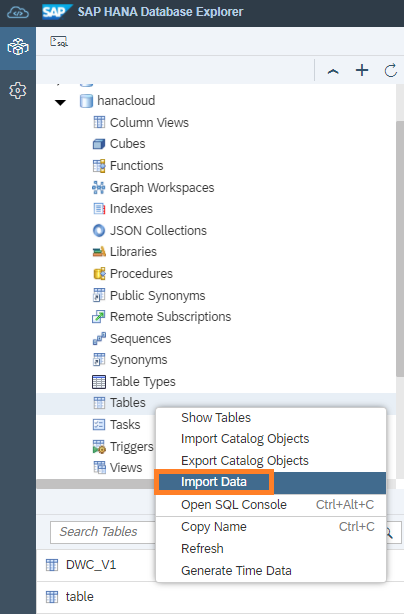 SAP SAP HANA Database Explorer
SQL
hanacloud
Column Views
Cubes
Functions
Graph Workspaces
Indexes
JSON Collections
Libraries
Procedures
Public Synonyms
Remote Subscriptions
Sequences
Synonyms
Table Types
Tables
Tasks
Triggers
Views
Show Tables
Import Catalog Objects
Export Catalog Objects
Import Data
Open SQL Console Ctrl+Alt+C
Copy Name Ctrl+C
Refresh
Generate Time Data
Search Tables
DWC_V1
table